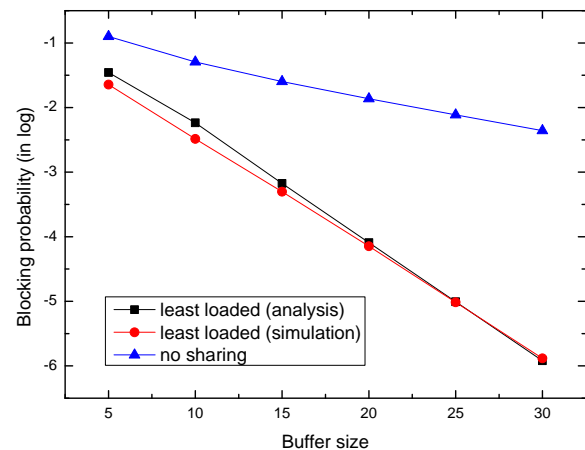 -1
-2
-3
-4
-5
-6
Blocking probability (in log)
least loaded (analysis)
least loaded (simulation)
no sharing
5 10 15 20 25 30
Buffer size